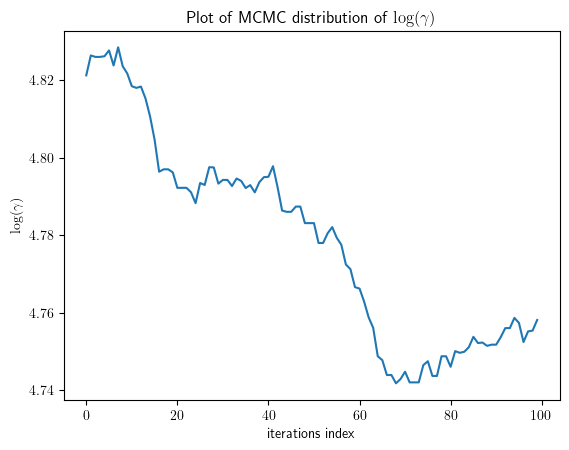 Plot of MCMC distribution of log(γ)
log(γ)
4.82
4.80
4.78
4.76
4.74
0 20 40 60 80 100
iterations index